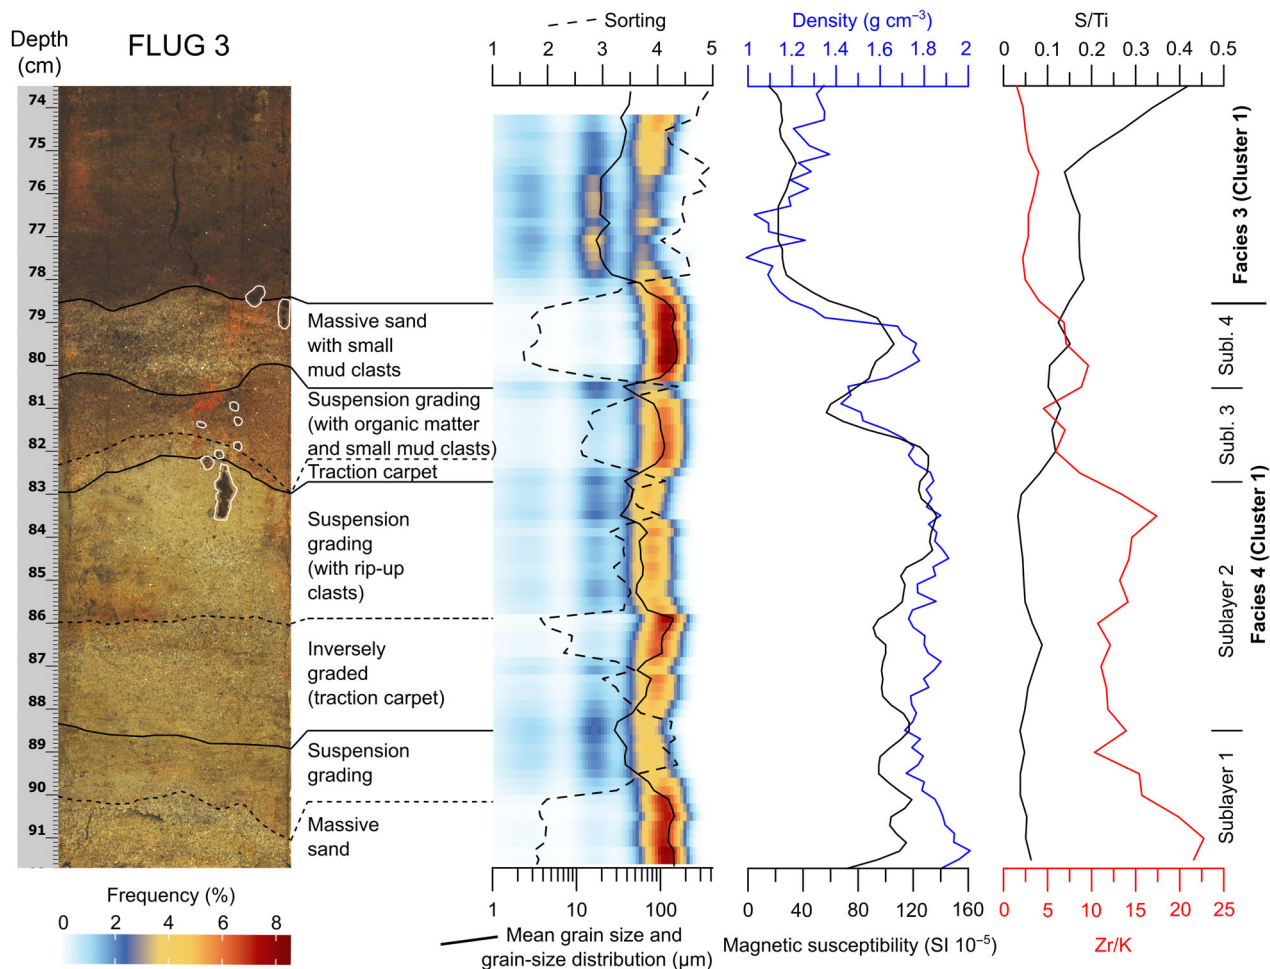 Depth
(cm)
FLUG 3
Sorting
1 2 3 4 5
Density (g cm⁻³)
1 1.2 1.4 1.6 1.8 2
S/Ti
0 0.1 0.2 0.3 0.4 0.5
74
75
76
77
78
79
80
81
82
83
84
85
86
87
88
89
90
91
Massive sand
with small
mud clasts
Suspension grading
(with organic matter
and small mud clasts)
Traction carpet
Suspension
grading
(with rip-up
clasts)
Inversely
graded
(traction carpet)
Suspension
grading
Massive
sand
Facies 3 (Cluster 1)
Subl. 4
Subl. 3
Sublayer 2
Sublayer 1
Facies 4 (Cluster 1)
1 10 100
Mean grain size and
grain-size distribution (µm)
0 40 80 120 160
Magnetic susceptibility (SI 10⁻⁵)
0 5 10 15 20 25
Zr/K
Frequency (%)
0 2 4 6 8